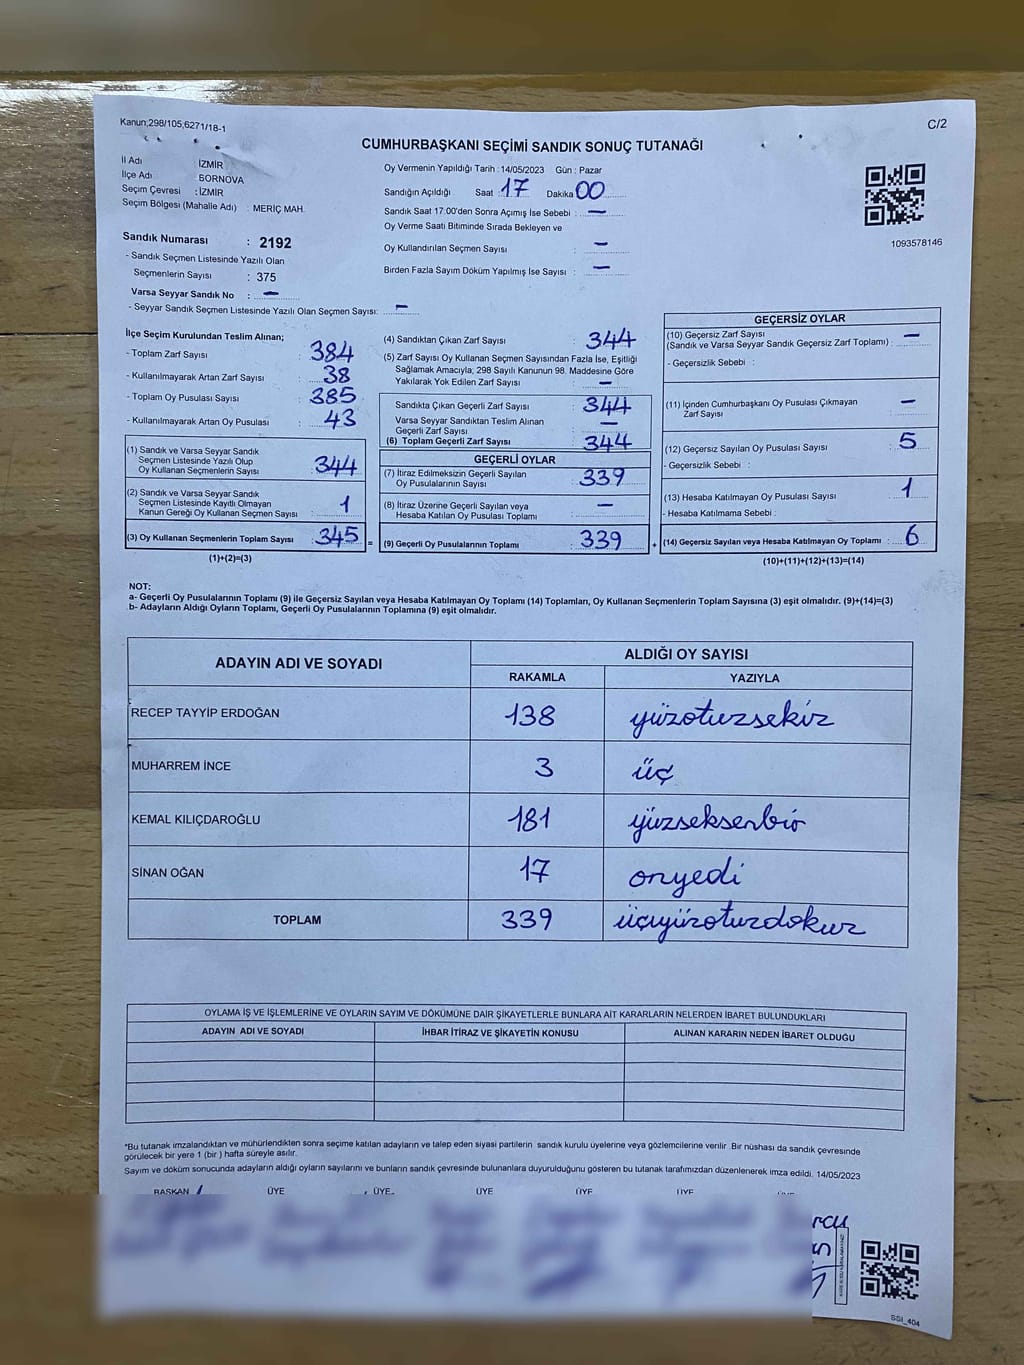 Kanun;298/105,6271/18-1
C/2
CUMHURBAŞKANI SEÇİMİ SANDIK SONUÇ TUTANAĞI
İl Adı : İZMİR
İlçe Adı : BORNOVA
Seçim Çevresi : İZMİR
Seçim Bölgesi (Mahalle Adı) : MERİÇ MAH.
Oy Vermenin Yapıldığı Tarih : 14/05/2023 Gün : Pazar
Sandığın Açıldığı Saat : 17 Dakika 00
Sandık Saat 17:00'den Sonra Açımış İse Sebebi : —
Oy Verme Saati Bitiminde Sırada Bekleyen ve
Oy Kullandırılan Seçmen Sayısı : —
Birden Fazla Sayım Döküm Yapılmış İse Sayısı : —
1093578146
Sandık Numarası : 2192
- Sandık Seçmen Listesinde Yazılı Olan
Seçmenlerin Sayısı : 375
Varsa Seyyar Sandık No : —
- Seyyar Sandık Seçmen Listesinde Yazılı Olan Seçmen Sayısı: —
İlçe Seçim Kurulundan Teslim Alınan;
- Toplam Zarf Sayısı : 384
- Kullanılmayarak Artan Zarf Sayısı : 38
- Toplam Oy Pusulası Sayısı : 385
- Kullanılmayarak Artan Oy Pusulası : 43
(1) Sandık ve Varsa Seyyar Sandık
Seçmen Listesinde Yazılı Olup
Oy Kullanan Seçmenlerin Sayısı : 344
(2) Sandık ve Varsa Seyyar Sandık
Seçmen Listesinde Kayıtlı Olmayan
Kanun Gereği Oy Kullanan Seçmen Sayısı : 1
(3) Oy Kullanan Seçmenlerin Toplam Sayısı : 345
(1)+(2)=(3)
(4) Sandıktan Çıkan Zarf Sayısı : 344
(5) Zarf Sayısı Oy Kullanan Seçmen Sayısından Fazla İse, Eşitliği
Sağlamak Amacıyla; 298 Sayılı Kanunun 98. Maddesine Göre
Yakılarak Yok Edilen Zarf Sayısı : —
Sandıkta Çıkan Geçerli Zarf Sayısı : 344
Varsa Seyyar Sandıktan Teslim Alınan
Geçerli Zarf Sayısı : —
(6) Toplam Geçerli Zarf Sayısı : 344
GEÇERLİ OYLAR
(7) İtiraz Edilmeksizin Geçerli Sayılan
Oy Pusulalarının Sayısı : 339
(8) İtiraz Üzerine Geçerli Sayılan veya
Hesaba Katılan Oy Pusulası Toplamı : —
= (9) Geçerli Oy Pusulalarının Toplamı : 339 +
GEÇERSİZ OYLAR
(10) Geçersiz Zarf Sayısı
(Sandık ve Varsa Seyyar Sandık Geçersiz Zarf Toplamı) : —
- Geçersizlik Sebebi :
(11) İçinden Cumhurbaşkanı Oy Pusulası Çıkmayan
Zarf Sayısı : —
(12) Geçersiz Sayılan Oy Pusulası Sayısı : 5
- Geçersizlik Sebebi :
(13) Hesaba Katılmayan Oy Pusulası Sayısı : 1
- Hesaba Katılmama Sebebi :
(14) Geçersiz Sayılan veya Hesaba Katılmayan Oy Toplamı : 6
(10)+(11)+(12)+(13)=(14)
NOT:
a- Geçerli Oy Pusulalarının Toplamı (9) ile Geçersiz Sayılan veya Hesaba Katılmayan Oy Toplamı (14) Toplamları, Oy Kullanan Seçmenlerin Toplam Sayısına (3) eşit olmalıdır. (9)+(14)=(3)
b- Adayların Aldığı Oyların Toplamı, Geçerli Oy Pusulalarının Toplamına (9) eşit olmalıdır.
ADAYIN ADI VE SOYADI ALDIĞI OY SAYISI
RAKAMLA YAZIYLA
RECEP TAYYİP ERDOĞAN 138 yüzotuzsekiz
MUHARREM İNCE 3 üç
KEMAL KILIÇDAROĞLU 181 yüzseksenbir
SİNAN OĞAN 17 onyedi
TOPLAM 339 üçyüzotuzdokuz
OYLAMA İŞ VE İŞLEMLERİNE VE OYLARIN SAYIM VE DÖKÜMÜNE DAİR ŞİKAYETLERLE BUNLARA AİT KARARLARIN NELERDEN İBARET BULUNDUKLARI
ADAYIN ADI VE SOYADI İHBAR İTİRAZ VE ŞİKAYETİN KONUSU ALINAN KARARIN NEDEN İBARET OLDUĞU
*Bu tutanak imzalandıktan ve mühürlendikten sonra seçime katılan adayların ve talep eden siyasi partilerin sandık kurulu üyelerine veya gözlemcilerine verilir. Bir nüshası da sandık çevresinde
görülecek bir yere 1 (bir ) hafta süreyle asılır.
Sayım ve döküm sonucunda adayların aldığı oyların sayılarını ve bunların sandık çevresinde bulunanlara duyurulduğunu gösteren bu tutanak tarafımızdan düzenlenerek imza edildi. 14/05/2023
BAŞKAN ÜYE ÜYE ÜYE ÜYE ÜYE ÜYE
SSI_404